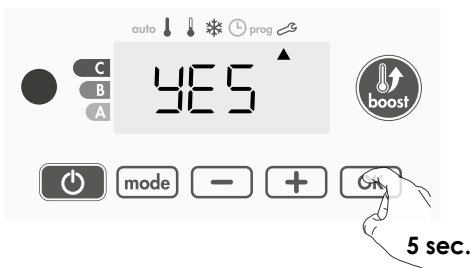 auto prog
C
B
A
YES
boost
mode − + OK
5 sec.